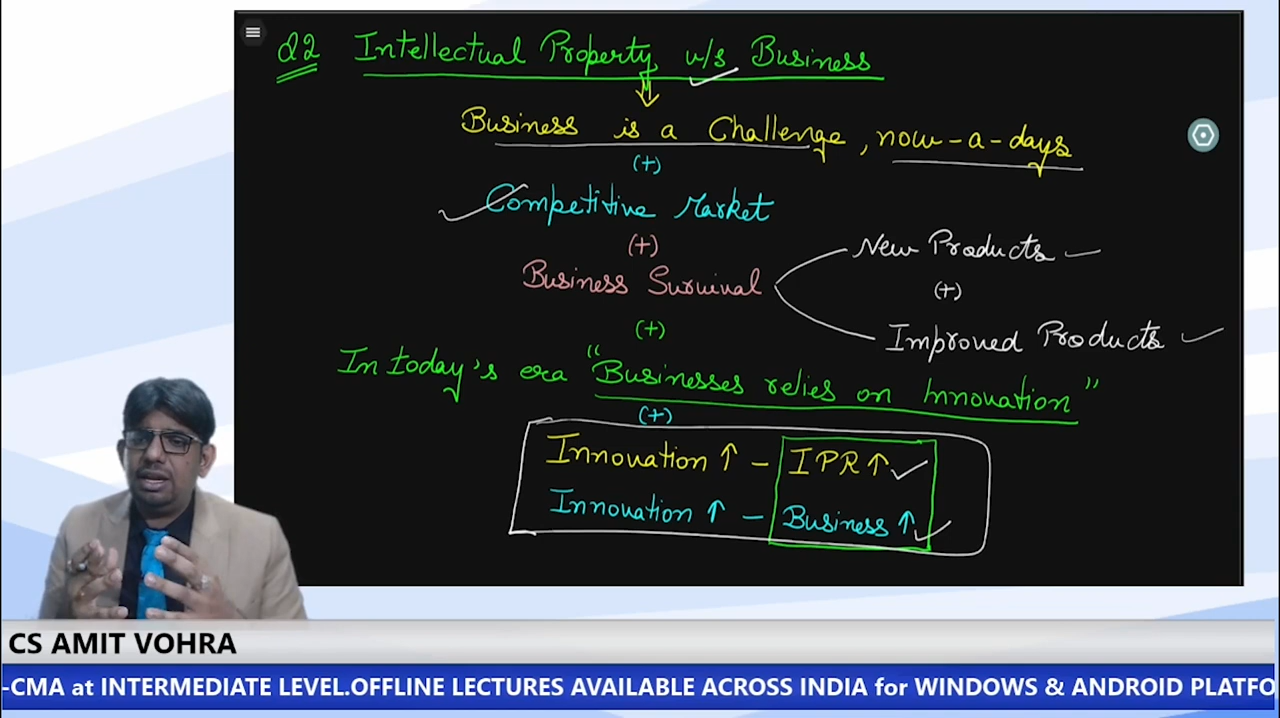 Q2 Intellectual Property v/s Business
Business is a Challenge, now-a-days
(+)
Competitive Market
(+)
Business Survival
New Products
(+)
Improved Products
(+)
In today's era "Businesses relies on Innovation"
(+)
Innovation ↑ - IPR ↑
Innovation ↑ - Business ↑
CS AMIT VOHRA
-CMA at INTERMEDIATE LEVEL.OFFLINE LECTURES AVAILABLE ACROSS INDIA for WINDOWS & ANDROID PLATFO